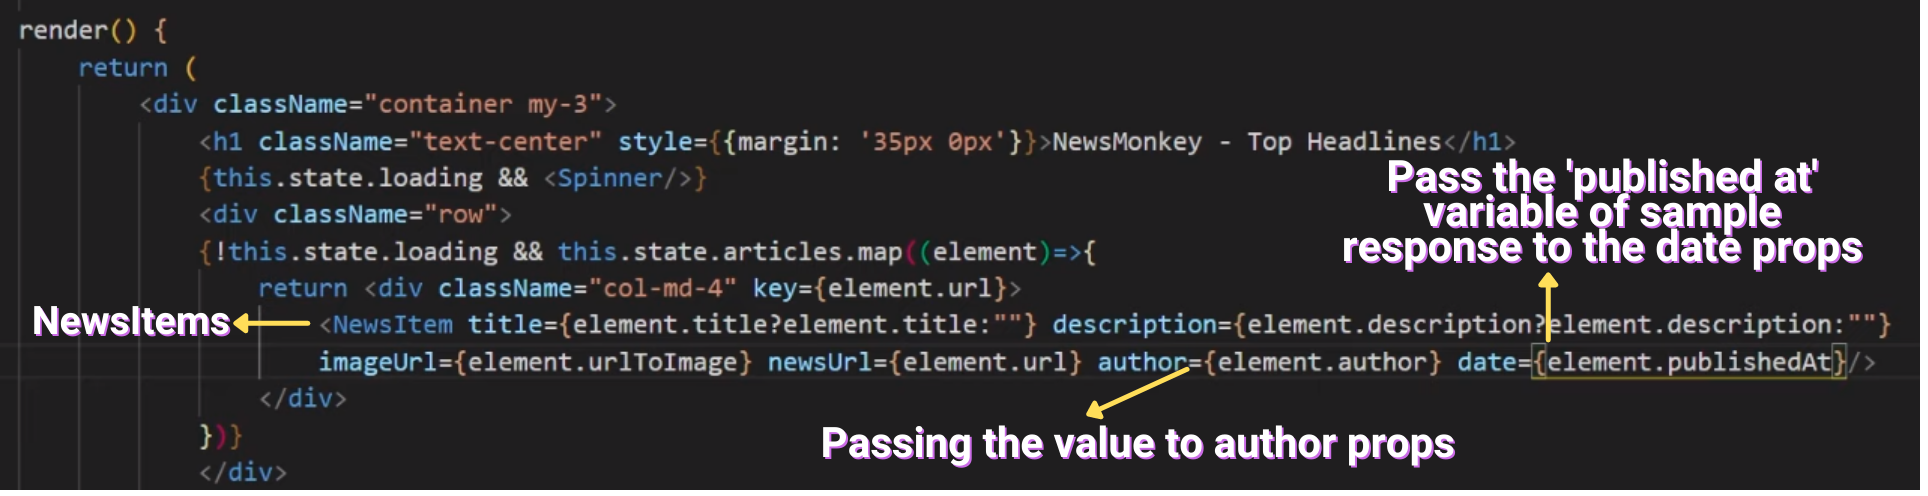 render() {
return (
<div className="container my-3">
<h1 className="text-center" style={{margin: '35px 0px'}}>NewsMonkey - Top Headlines</h1>
{this.state.loading && <Spinner/>}
Pass the 'published at'
variable of sample
response to the date props
<div className="row">
{!this.state.loading && this.state.articles.map((element)=>{
return <div className="col-md-4" key={element.url}>
NewsItems
<NewsItem title={element.title?element.title:""} description={element.description?element.description:""}
imageUrl={element.urlToImage} newsUrl={element.url} author={element.author} date={element.publishedAt}/>
</div>
})}
Passing the value to author props
</div>